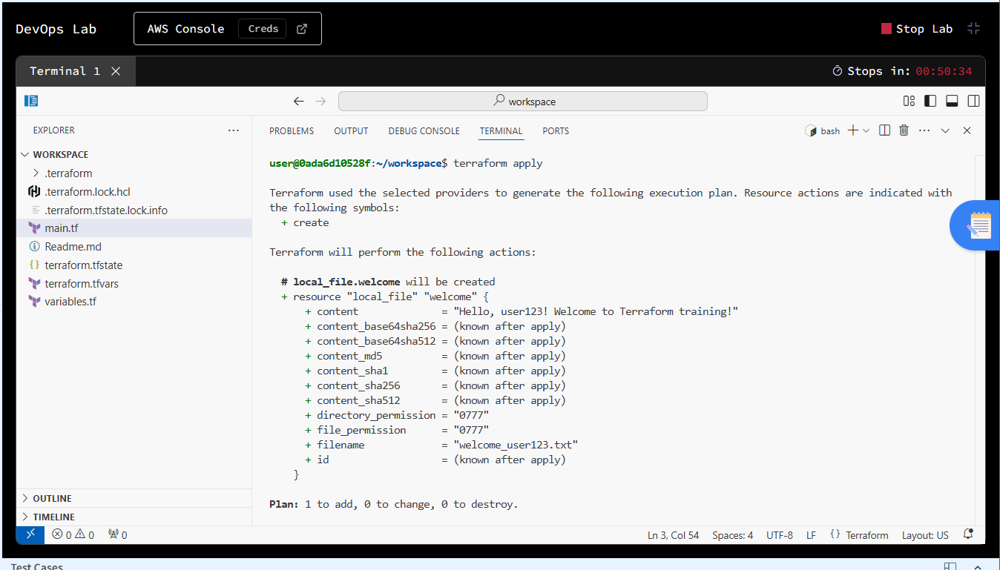 DevOps Lab
AWS Console Creds
Stop Lab
Terminal 1
Stops in: 00:50:34
workspace
EXPLORER
WORKSPACE
.terraform
.terraform.lock.hcl
.terraform.tfstate.lock.info
main.tf
Readme.md
terraform.tfstate
terraform.tfvars
variables.tf
OUTLINE
TIMELINE
PROBLEMS OUTPUT DEBUG CONSOLE TERMINAL PORTS
bash
user@0ada6d10528f:~/workspace$ terraform apply
Terraform used the selected providers to generate the following execution plan. Resource actions are indicated with
the following symbols:
+ create
Terraform will perform the following actions:
# local_file.welcome will be created
+ resource "local_file" "welcome" {
+ content = "Hello, user123! Welcome to Terraform training!"
+ content_base64sha256 = (known after apply)
+ content_base64sha512 = (known after apply)
+ content_md5 = (known after apply)
+ content_sha1 = (known after apply)
+ content_sha256 = (known after apply)
+ content_sha512 = (known after apply)
+ directory_permission = "0777"
+ file_permission = "0777"
+ filename = "welcome_user123.txt"
+ id = (known after apply)
}
Plan: 1 to add, 0 to change, 0 to destroy.
0 0 0
Ln 3, Col 54 Spaces: 4 UTF-8 LF {} Terraform Layout: US
Test Cases